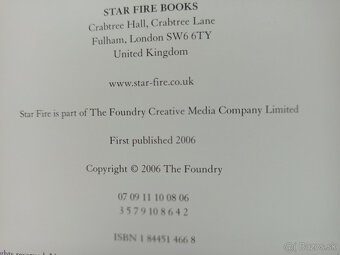 STAR FIRE BOOKS
Crabtree Hall, Crabtree Lane
Fulham, London SW6 6TY
United Kingdom
www.star-fire.co.uk
Star Fire is part of The Foundry Creative Media Company Limited
First published 2006
Copyright © 2006 The Foundry
07 09 11 10 08 06
3 5 7 9 10 8 6 4 2
ISBN 1 84451 466 8